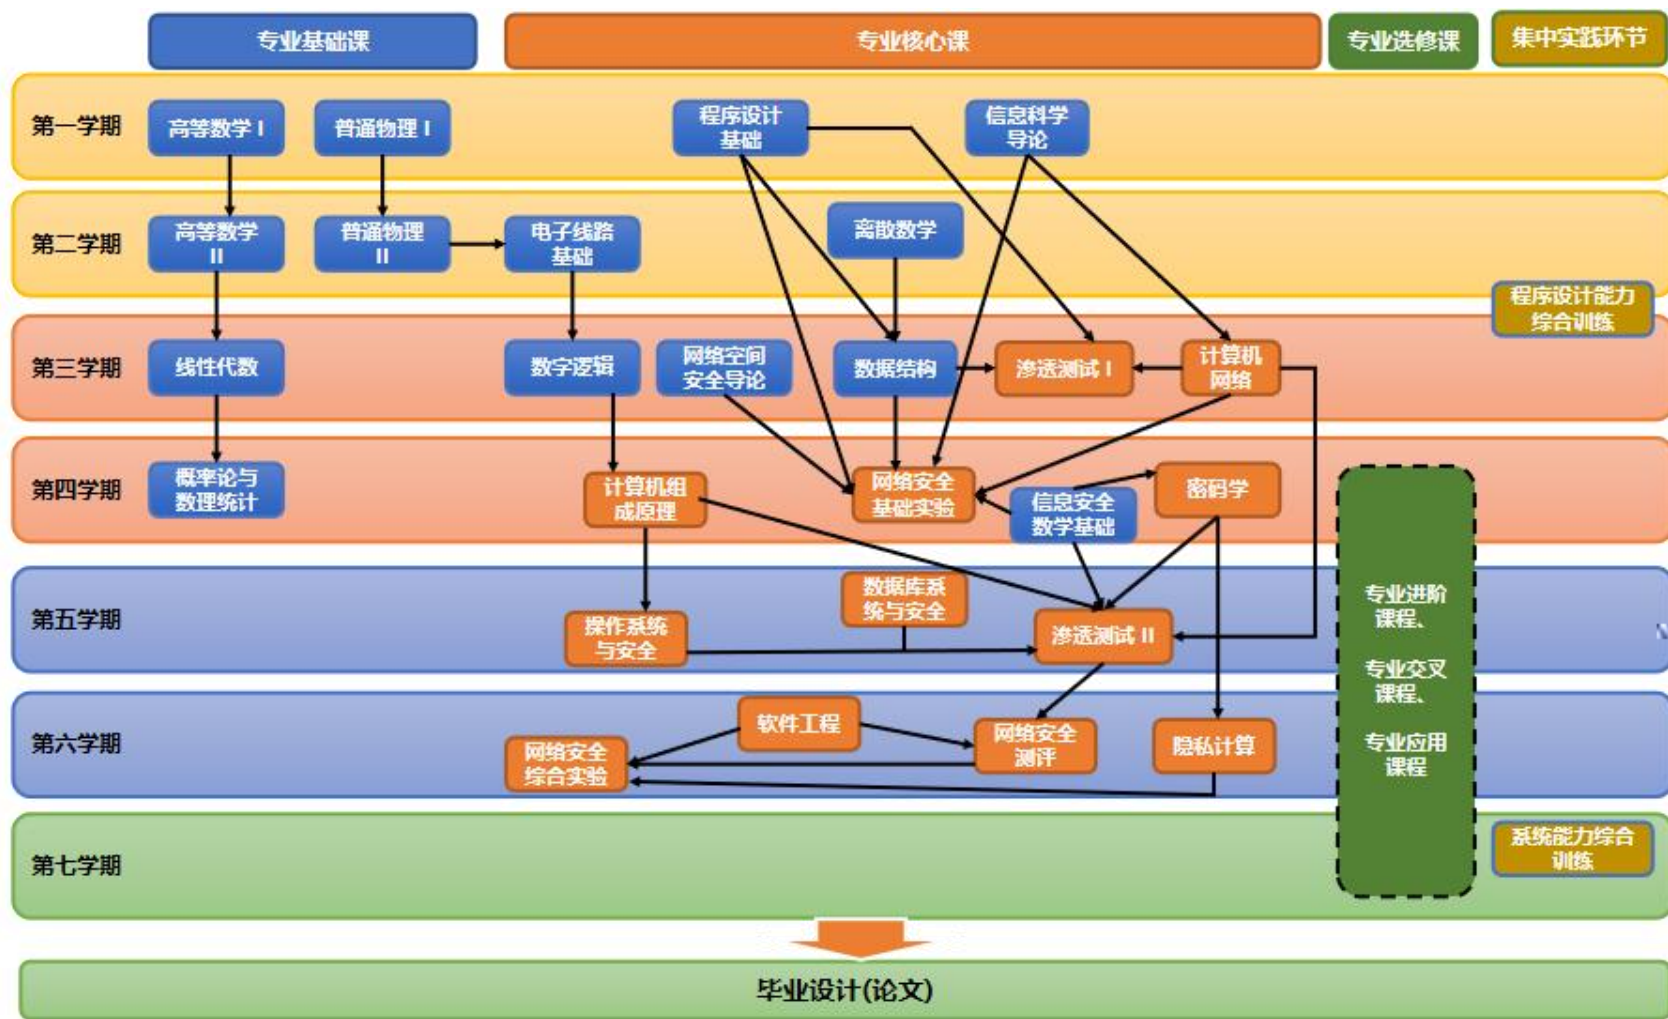 专业基础课
专业核心课
专业选修课
集中实践环节
第一学期
高等数学 I
普通物理 I
程序设计
基础
信息科学
导论
第二学期
高等数学
II
普通物理
II
电子线路
基础
离散数学
程序设计能力
综合训练
第三学期
线性代数
数字逻辑
网络空间
安全导论
数据结构
渗透测试 I
计算机
网络
第四学期
概率论与
数理统计
计算机组
成原理
网络安全
基础实验
信息安全
数学基础
密码学
第五学期
操作系统
与安全
数据库系
统与安全
渗透测试 II
专业进阶
课程、
专业交叉
课程、
专业应用
课程
第六学期
网络安全
综合实验
软件工程
网络安全
测评
隐私计算
第七学期
系统能力综合
训练
毕业设计(论文)